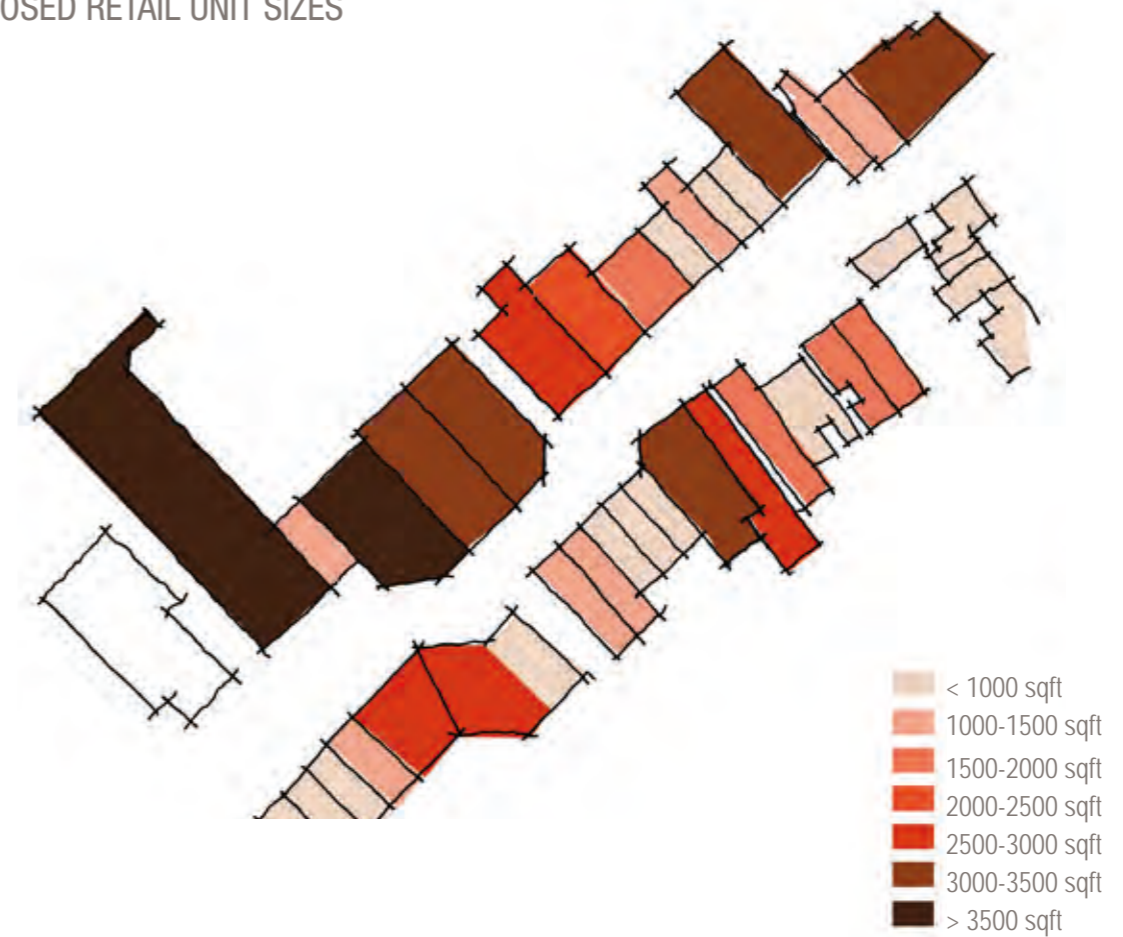 OSED RETAIL UNIT SIZES
< 1000 sqft
1000-1500 sqft
1500-2000 sqft
2000-2500 sqft
2500-3000 sqft
3000-3500 sqft
> 3500 sqft